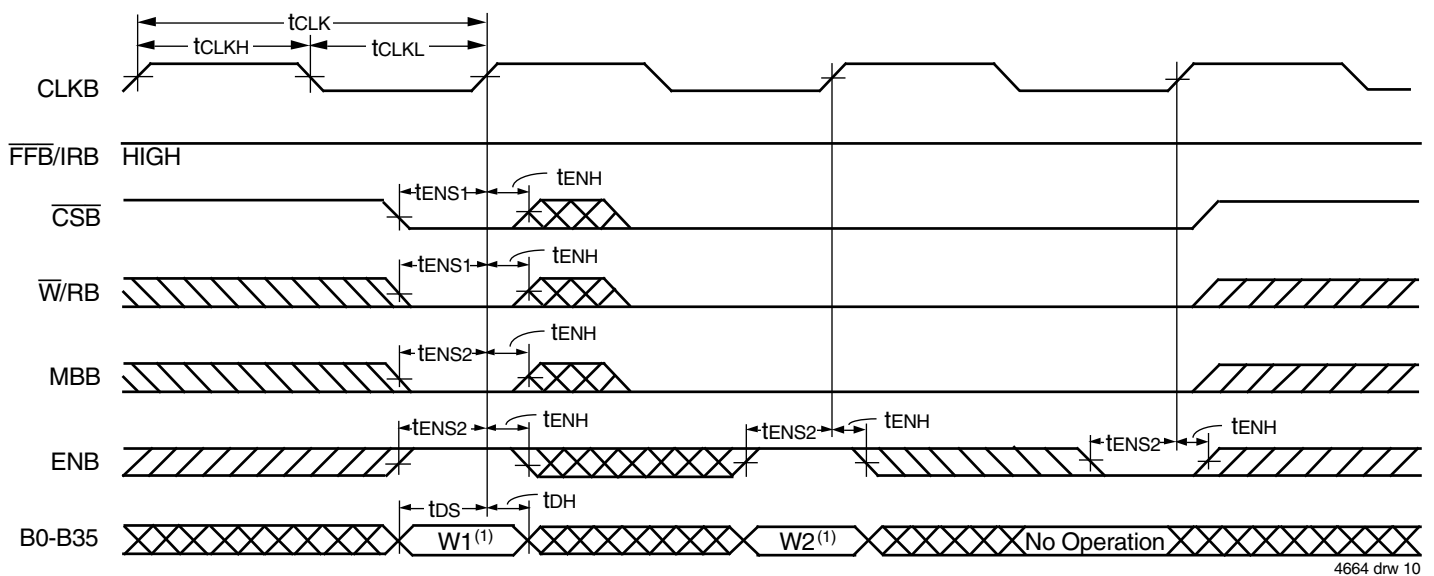 tCLK
tCLKH tCLKL
CLKB
FFB/IRB HIGH
tENS1 tENH
CSB
tENS1 tENH
W/RB
tENS2 tENH
MBB
tENS2 tENH tENS2 tENH tENS2 tENH
ENB
tDS tDH
B0-B35 W1(1) W2(1) No Operation
4664 drw 10